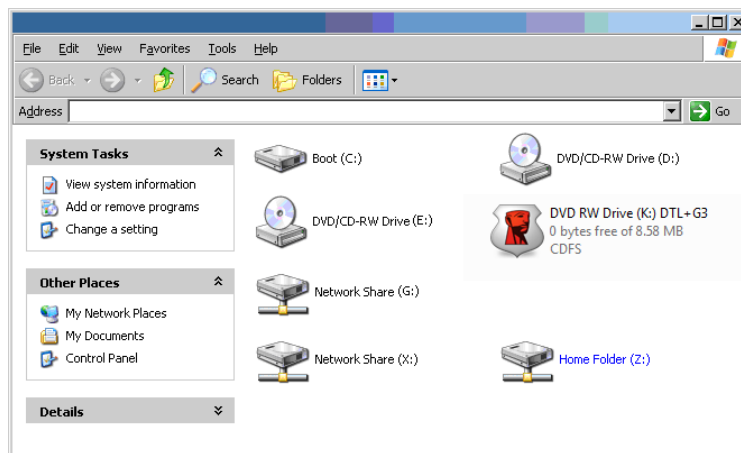 File Edit View Favorites Tools Help
Back Search Folders
Address Go
System Tasks
View system information
Add or remove programs
Change a setting
Other Places
My Network Places
My Documents
Control Panel
Details
Boot (C:)
DVD/CD-RW Drive (D:)
DVD/CD-RW Drive (E:)
DVD RW Drive (K:) DTL+G3
0 bytes free of 8.58 MB
CDFS
Network Share (G:)
Network Share (X:)
Home Folder (Z:)